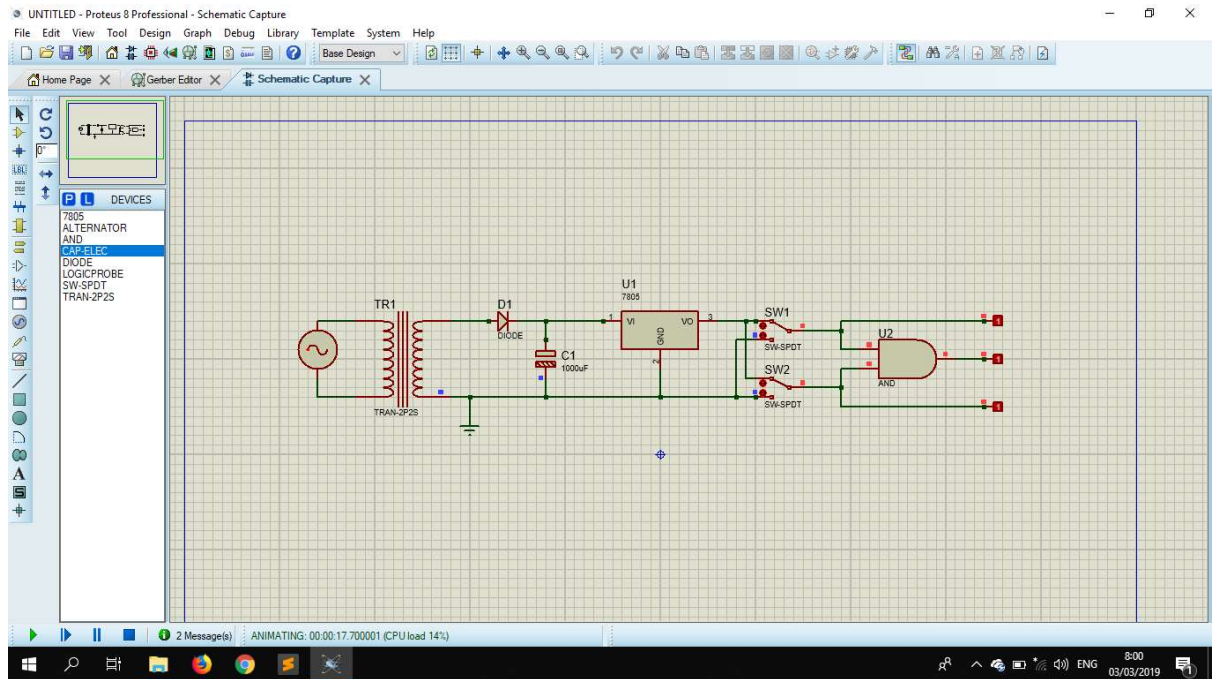 UNTITLED - Proteus 8 Professional - Schematic Capture
File Edit View Tool Design Graph Debug Library Template System Help
Base Design
Home Page
Gerber Editor
Schematic Capture
0°
LBL
P L DEVICES
7805
ALTERNATOR
AND
CAP-ELEC
DIODE
LOGICPROBE
SW-SPDT
TRAN-2P2S
A
S
TR1
TRAN-2P2S
D1
DIODE
C1
1000uF
U1
7805
1 VI VO 3
GND
2
SW1
SW-SPDT
SW2
SW-SPDT
U2
AND
1
1
1
2 Message(s)
ANIMATING: 00:00:17.700001 (CPU load 14%)
ENG
8:00
03/03/2019